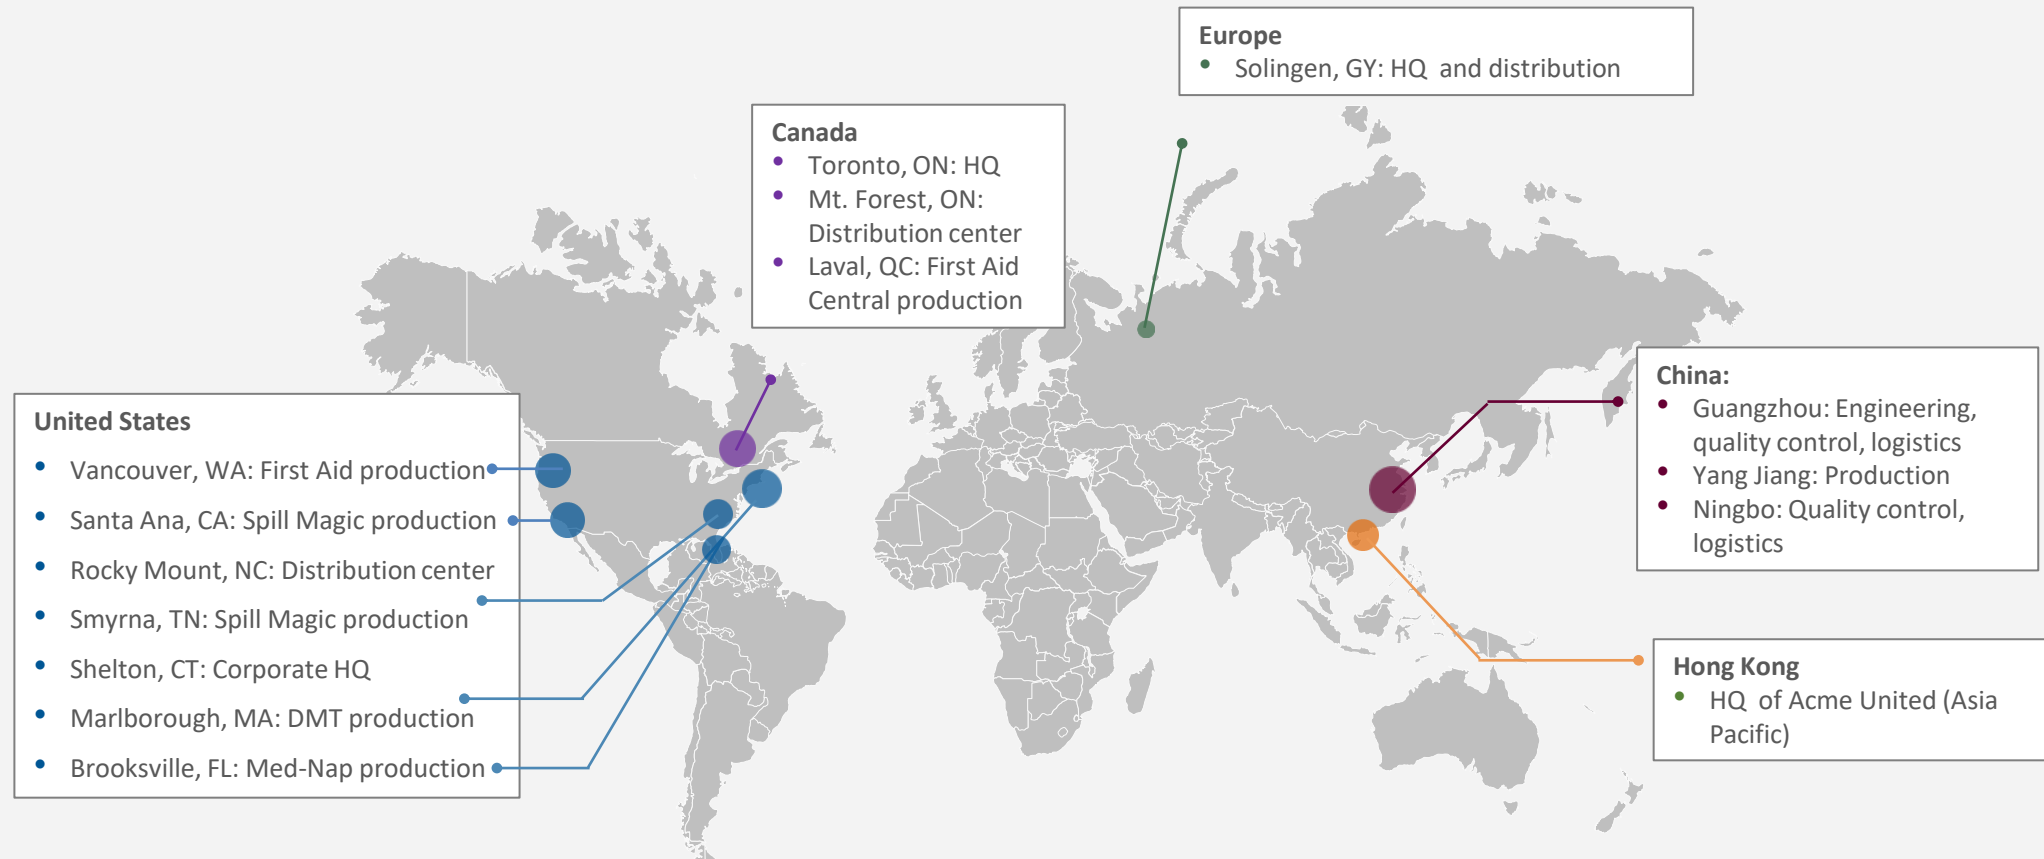 Europe
• Solingen, GY: HQ and distribution
Canada
• Toronto, ON: HQ
• Mt. Forest, ON:
Distribution center
• Laval, QC: First Aid
Central production
United States
• Vancouver, WA: First Aid production
• Santa Ana, CA: Spill Magic production
• Rocky Mount, NC: Distribution center
• Smyrna, TN: Spill Magic production
• Shelton, CT: Corporate HQ
• Marlborough, MA: DMT production
• Brooksville, FL: Med-Nap production
China:
• Guangzhou: Engineering,
quality control, logistics
• Yang Jiang: Production
• Ningbo: Quality control,
logistics
Hong Kong
• HQ of Acme United (Asia
Pacific)